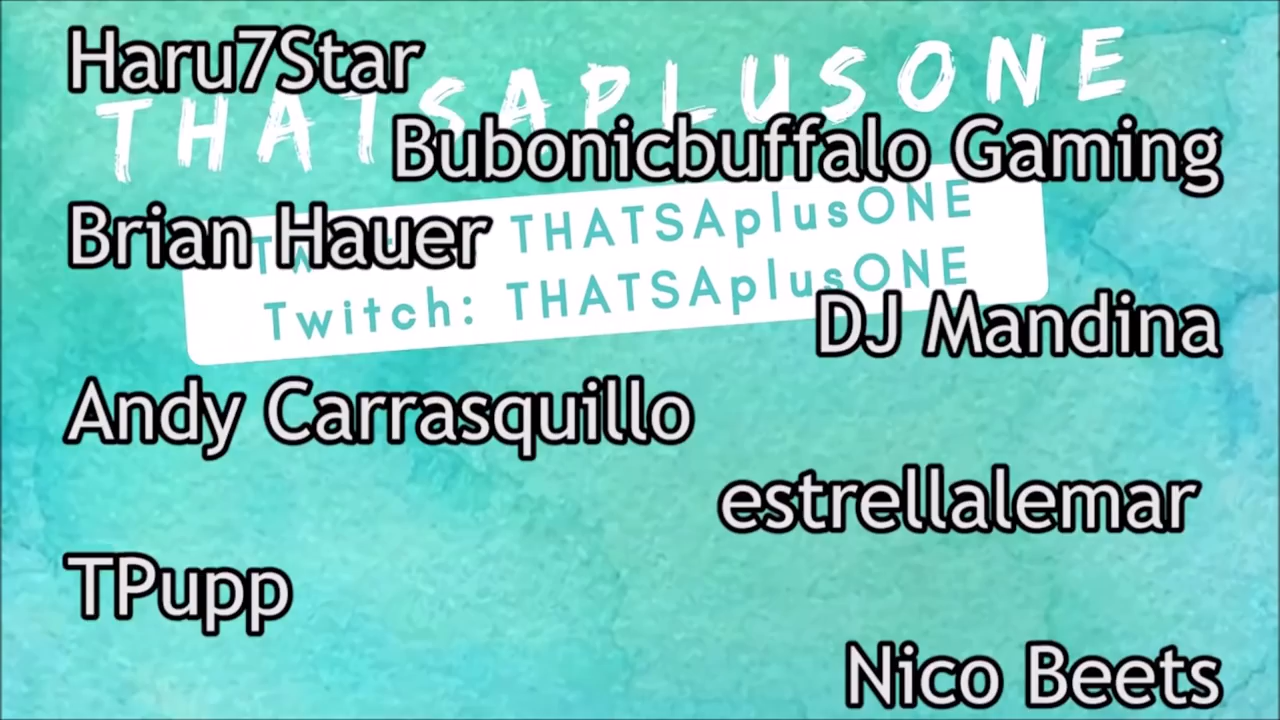 Haru7Star
THATSAPLUSONE
Bubonicbuffalo Gaming
Brian Hauer
THATSAplusONE
Twitch: THATSAplusONE
DJ Mandina
Andy Carrasquillo
estrellalemar
TPupp
Nico Beets